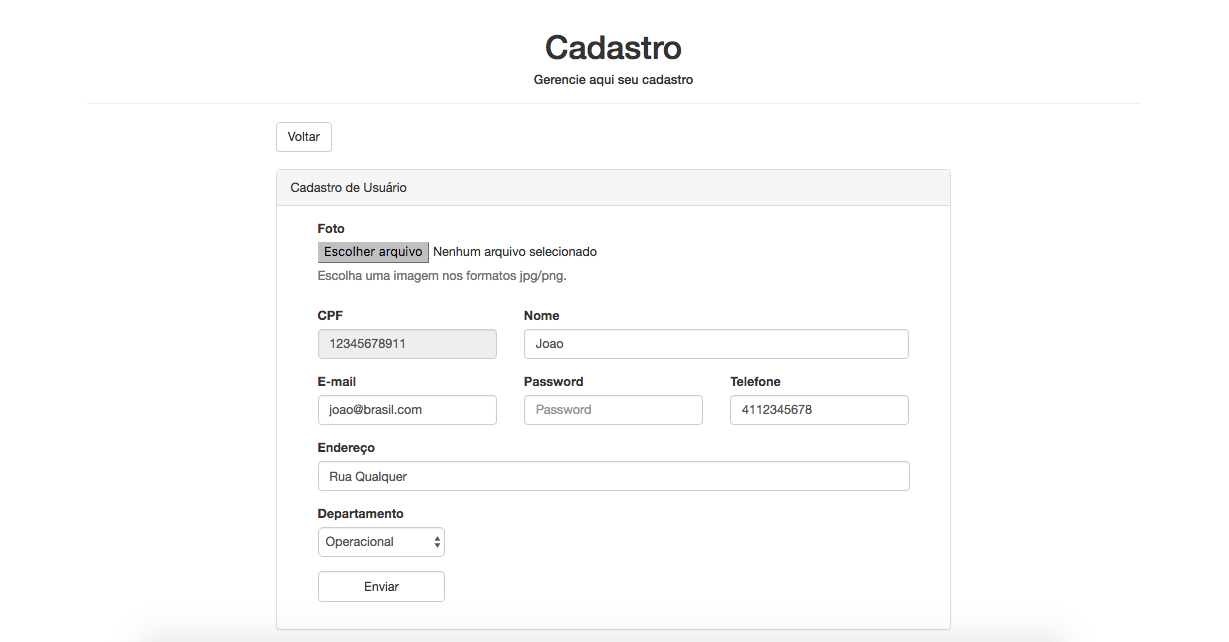 Cadastro
Gerencie aqui seu cadastro
Voltar
Cadastro de Usuário
Foto
Escolher arquivo Nenhum arquivo selecionado
Escolha uma imagem nos formatos jpg/png.
CPF Nome
12345678911 Joao
E-mail Password Telefone
joao@brasil.com Password 4112345678
Endereço
Rua Qualquer
Departamento
Operacional
Enviar